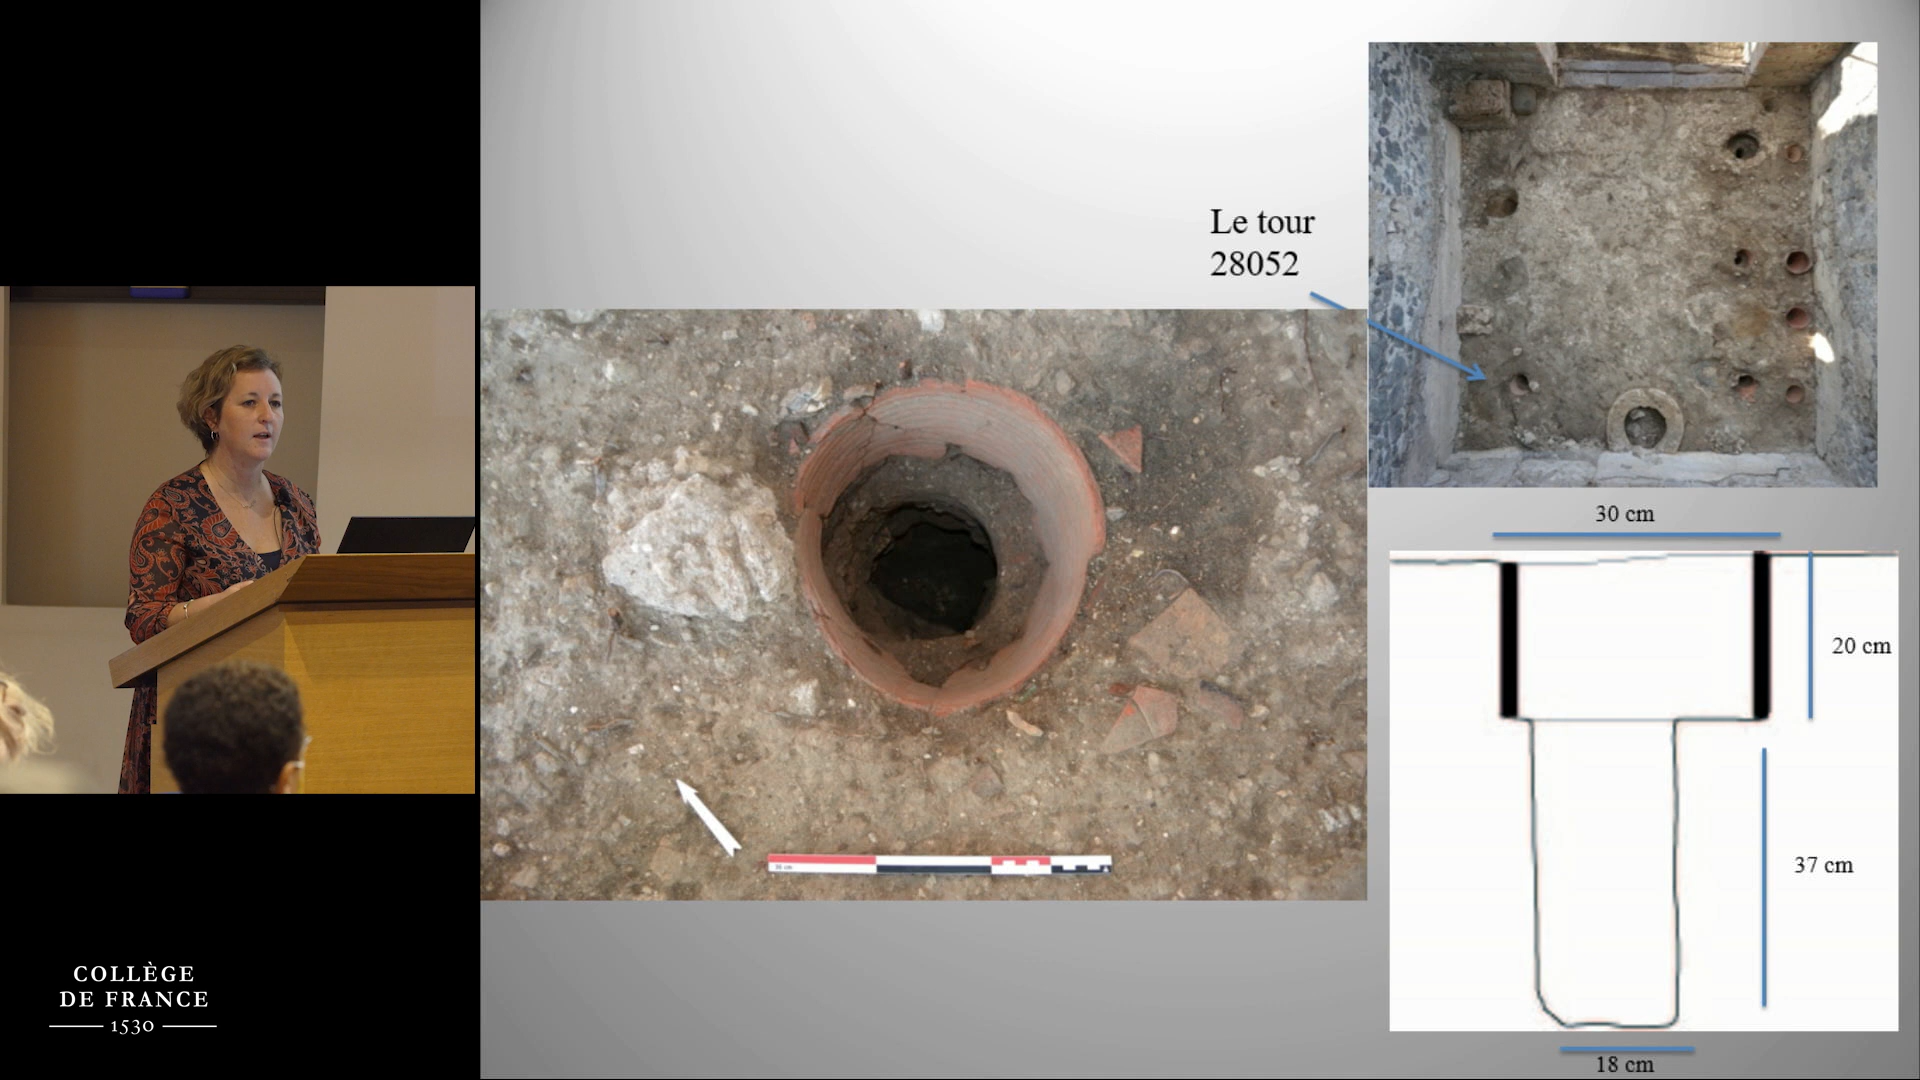 Le tour
28052
30 cm
20 cm
37 cm
18 cm
COLLÈGE
DE FRANCE
1530